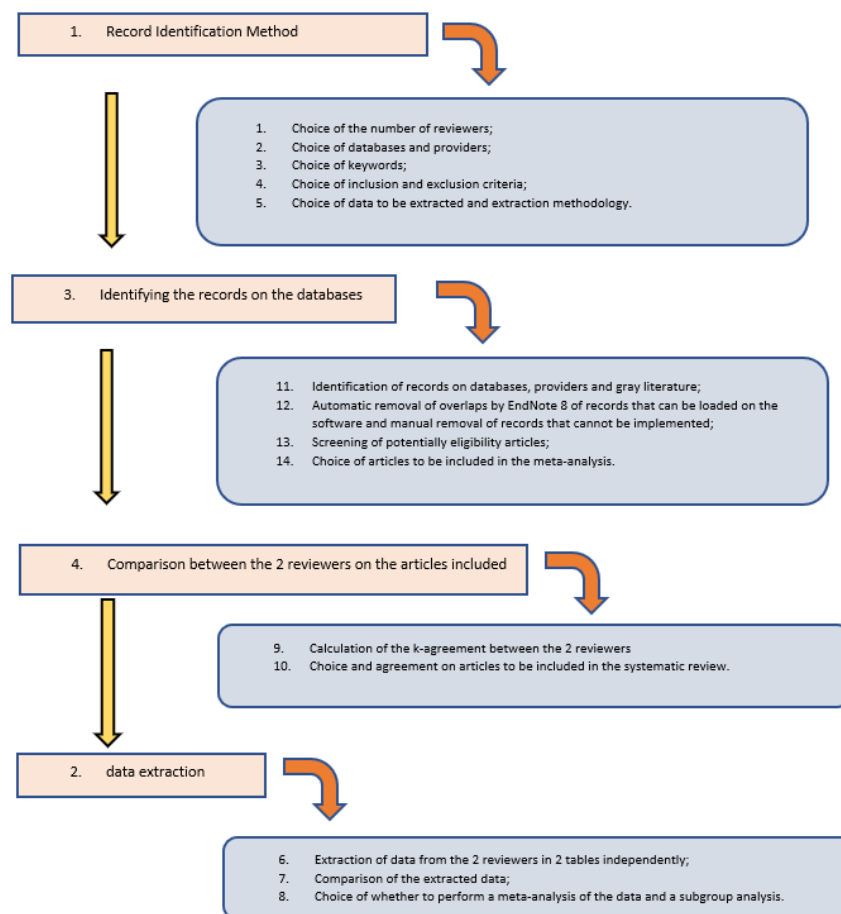 1. Record Identification Method
1. Choice of the number of reviewers;
2. Choice of databases and providers;
3. Choice of keywords;
4. Choice of inclusion and exclusion criteria;
5. Choice of data to be extracted and extraction methodology.
3. Identifying the records on the databases
11. Identification of records on databases, providers and gray literature;
12. Automatic removal of overlaps by EndNote 8 of records that can be loaded on the
software and manual removal of records that cannot be implemented;
13. Screening of potentially eligibility articles;
14. Choice of articles to be included in the meta-analysis.
4. Comparison between the 2 reviewers on the articles included
9. Calculation of the k-agreement between the 2 reviewers
10. Choice and agreement on articles to be included in the systematic review.
2. data extraction
6. Extraction of data from the 2 reviewers in 2 tables independently;
7. Comparison of the extracted data;
8. Choice of whether to perform a meta-analysis of the data and a subgroup analysis.